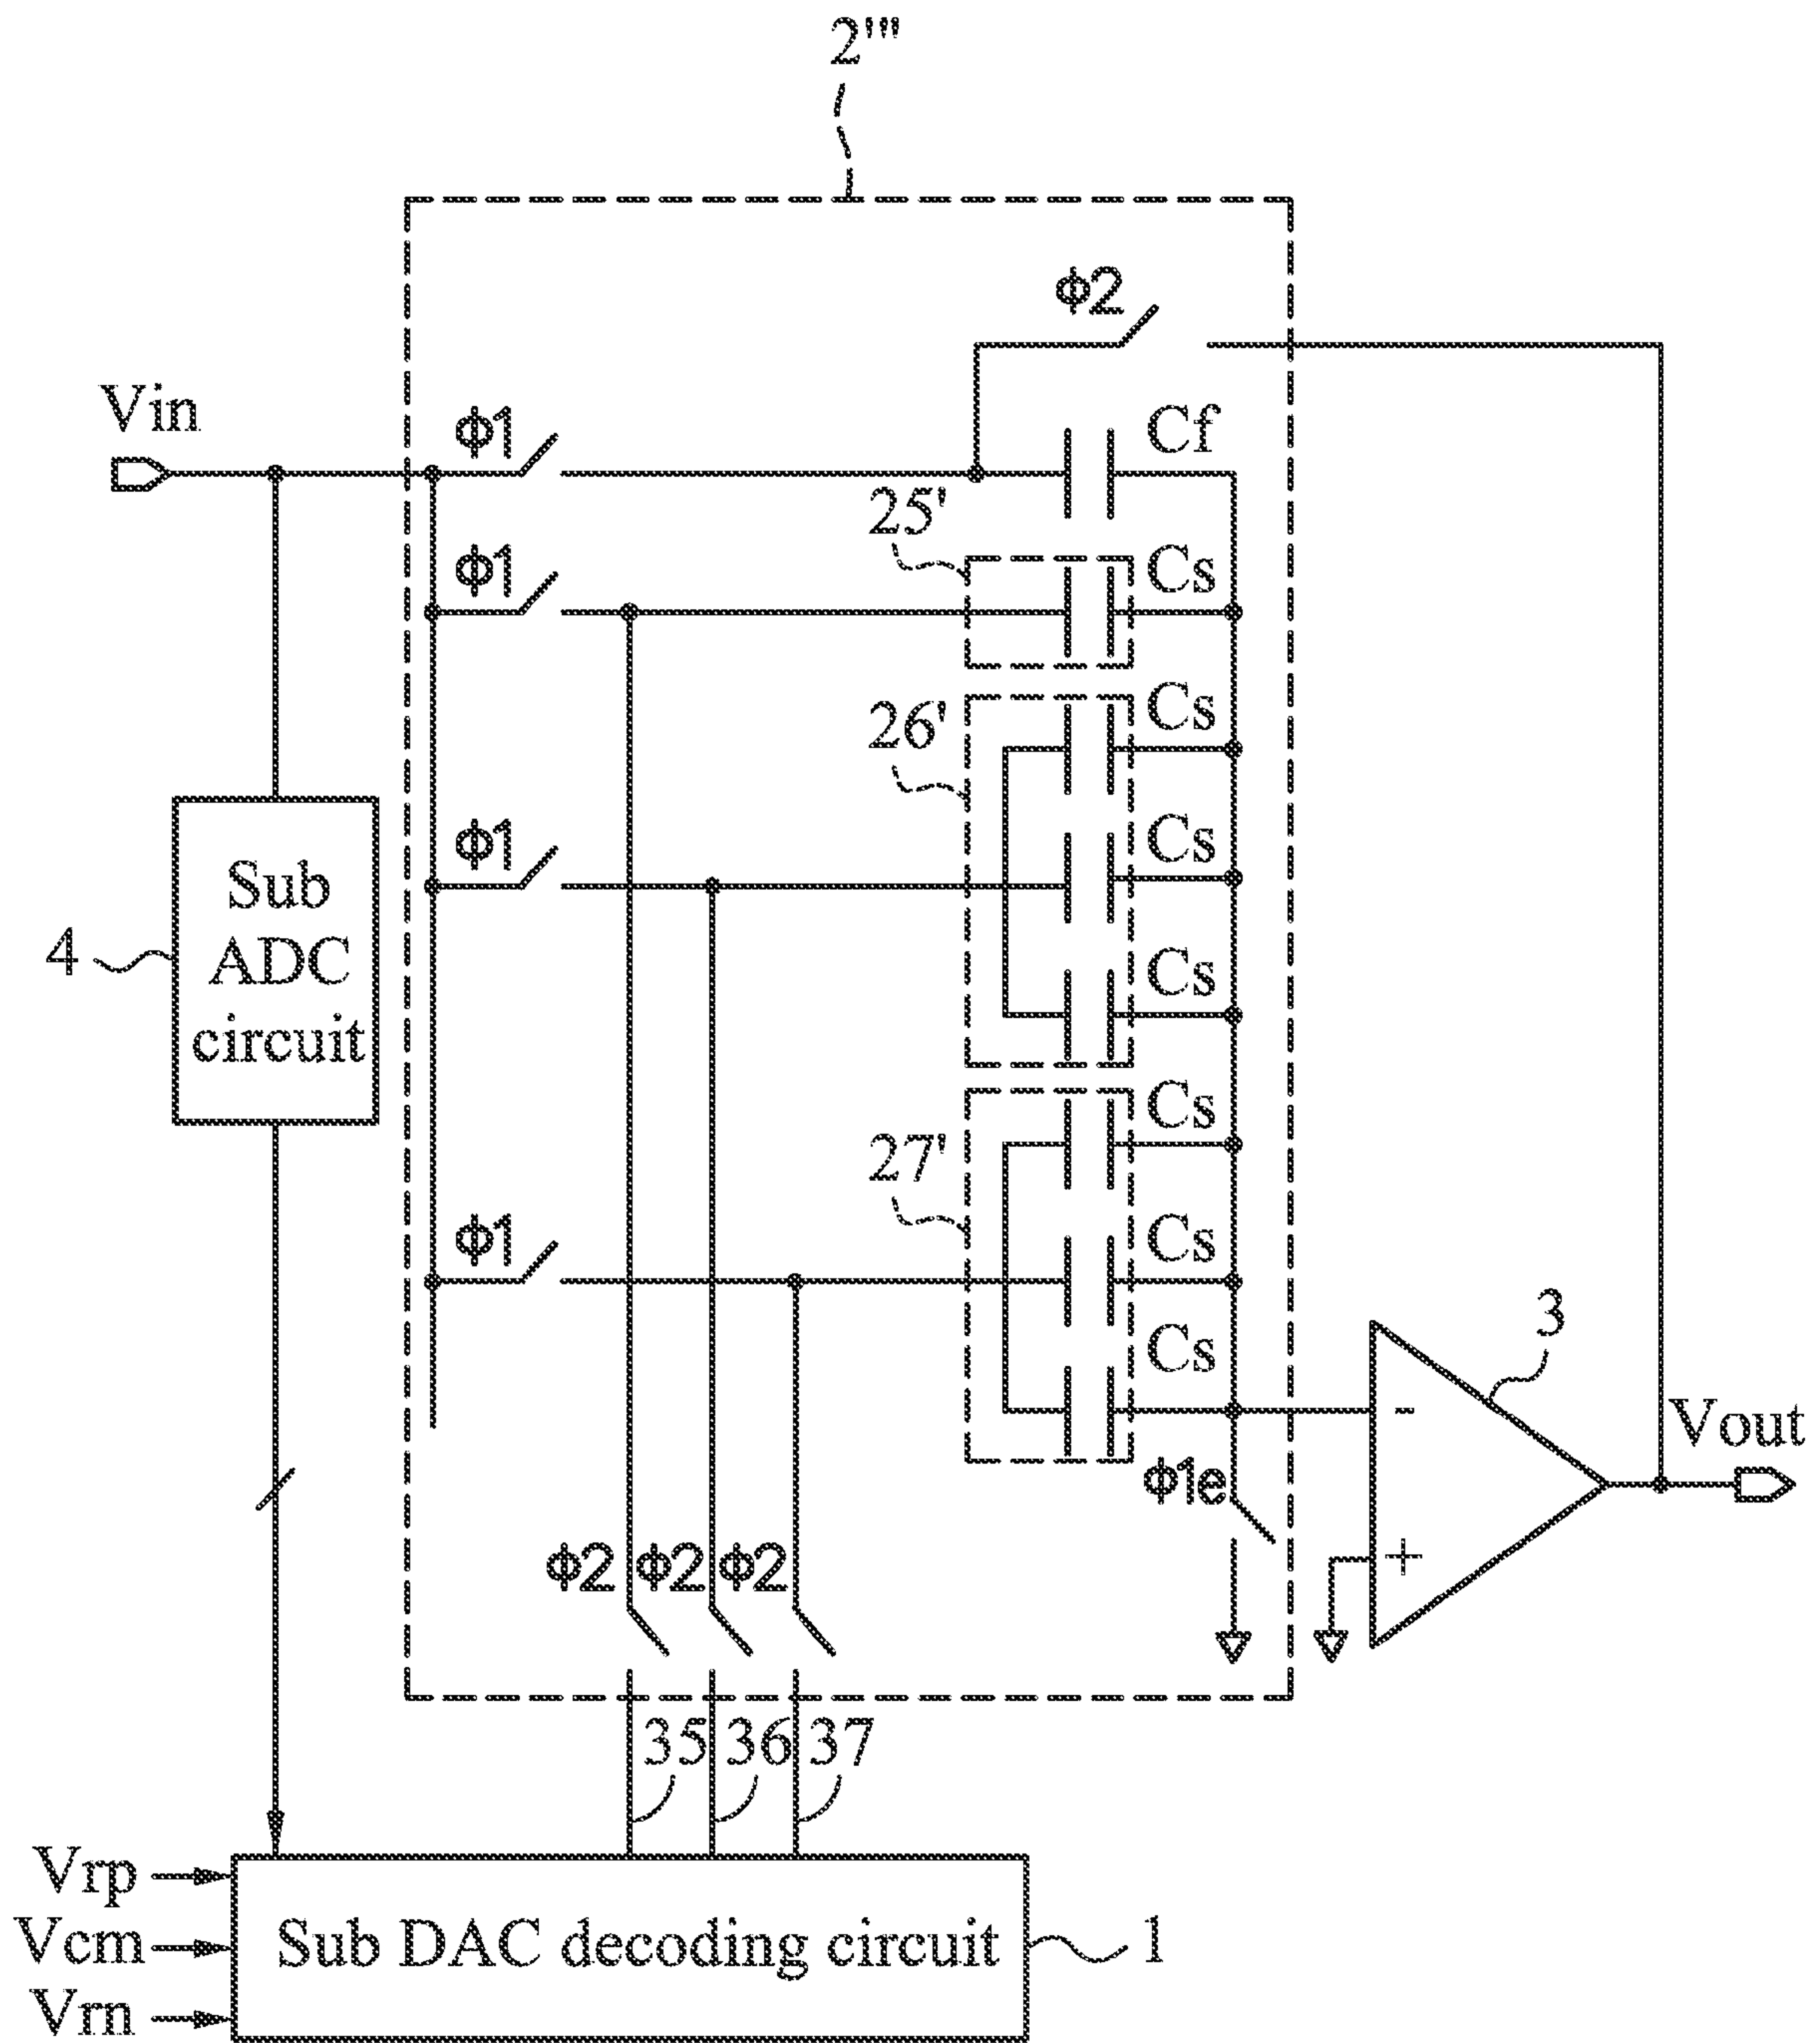 2'''
ϕ2
Vin
ϕ1
Cf
25'
ϕ1
Cs
26'
Cs
ϕ1
Cs
Sub
ADC
circuit
4
Cs
27'
Cs
ϕ1
Cs
Cs
3
Vout
-
ϕ1e
+
ϕ2 ϕ2 ϕ2
35 36 37
Vrp
Vcm
Vrn
Sub DAC decoding circuit
1